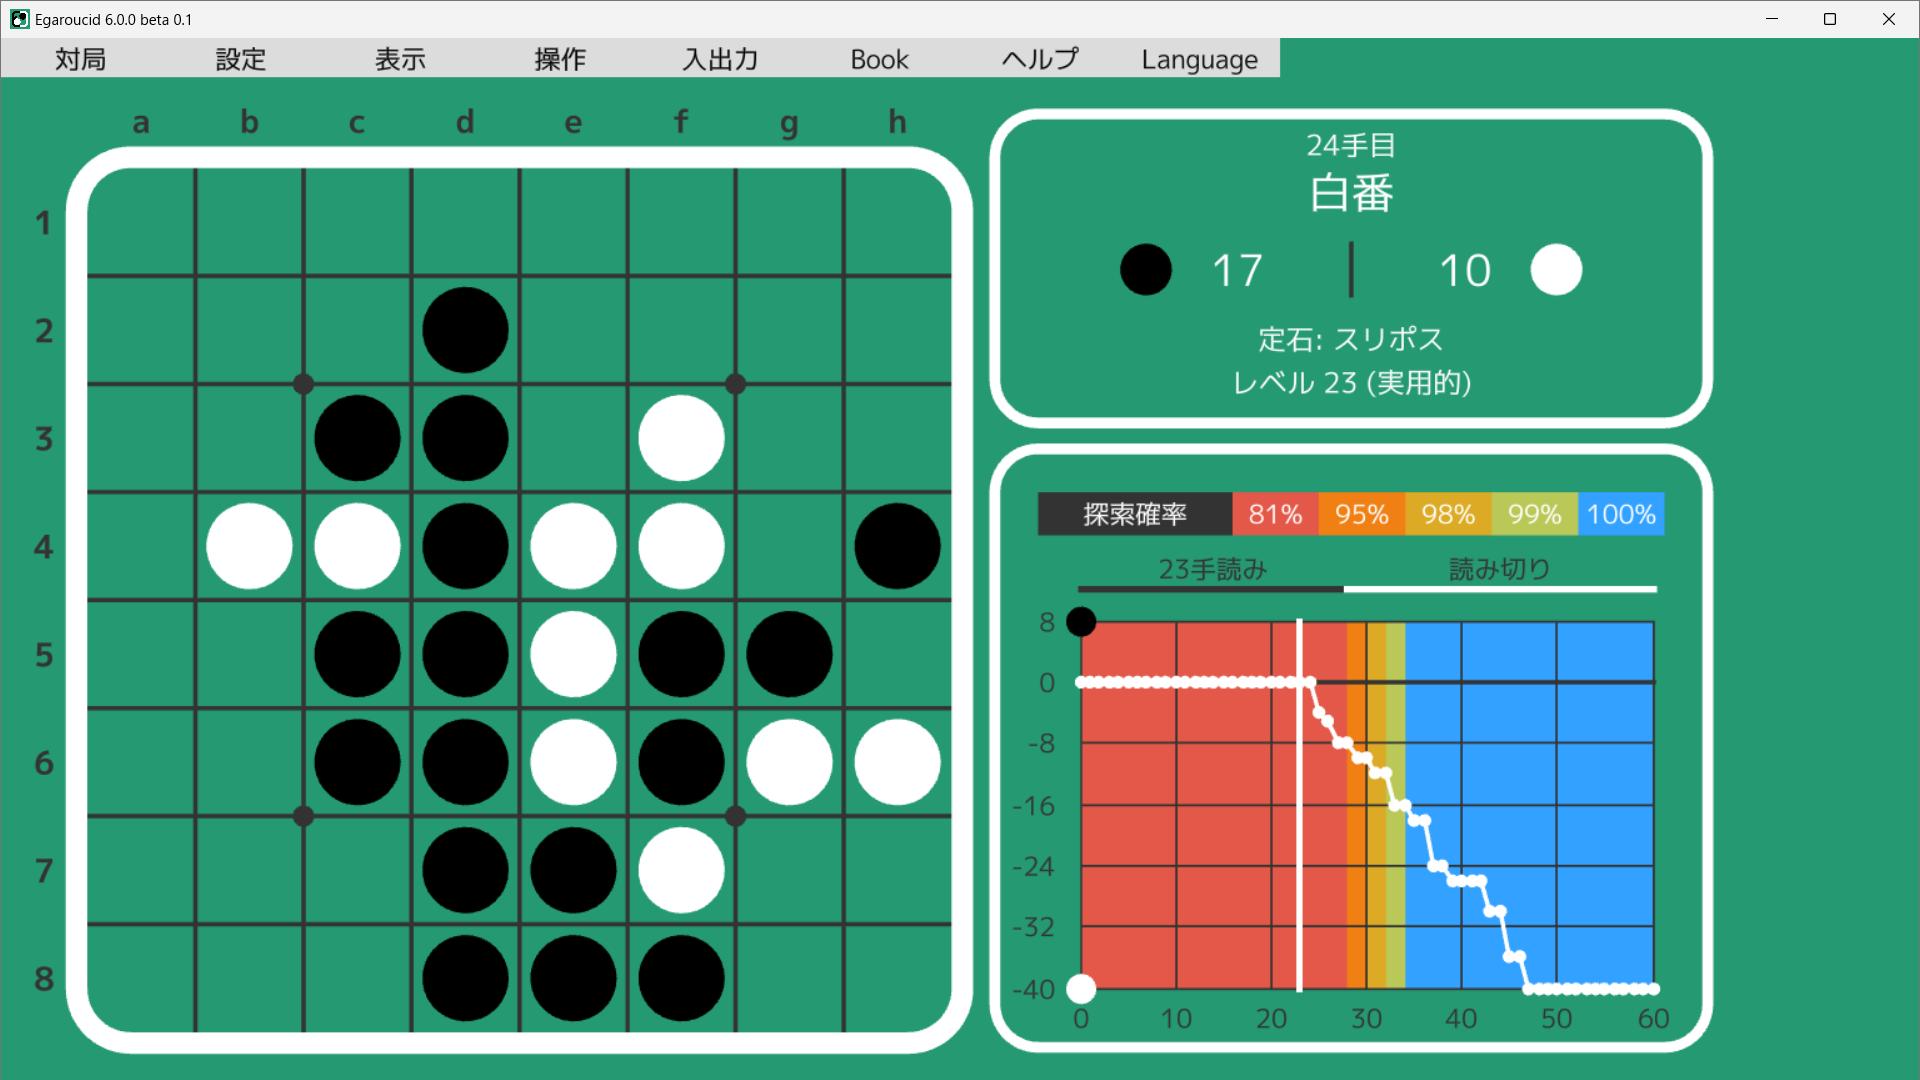 Egaroucid 6.0.0 beta 0.1
対局 設定 表示 操作 入出力 Book ヘルプ Language
a b c d e f g h
1
2
3
4
5
6
7
8
24手目
白番
17 10
定石: スリポス
レベル 23 (実用的)
探索確率 81% 95% 98% 99% 100%
23手読み 読み切り
8
0
-8
-16
-24
-32
-40
0 10 20 30 40 50 60